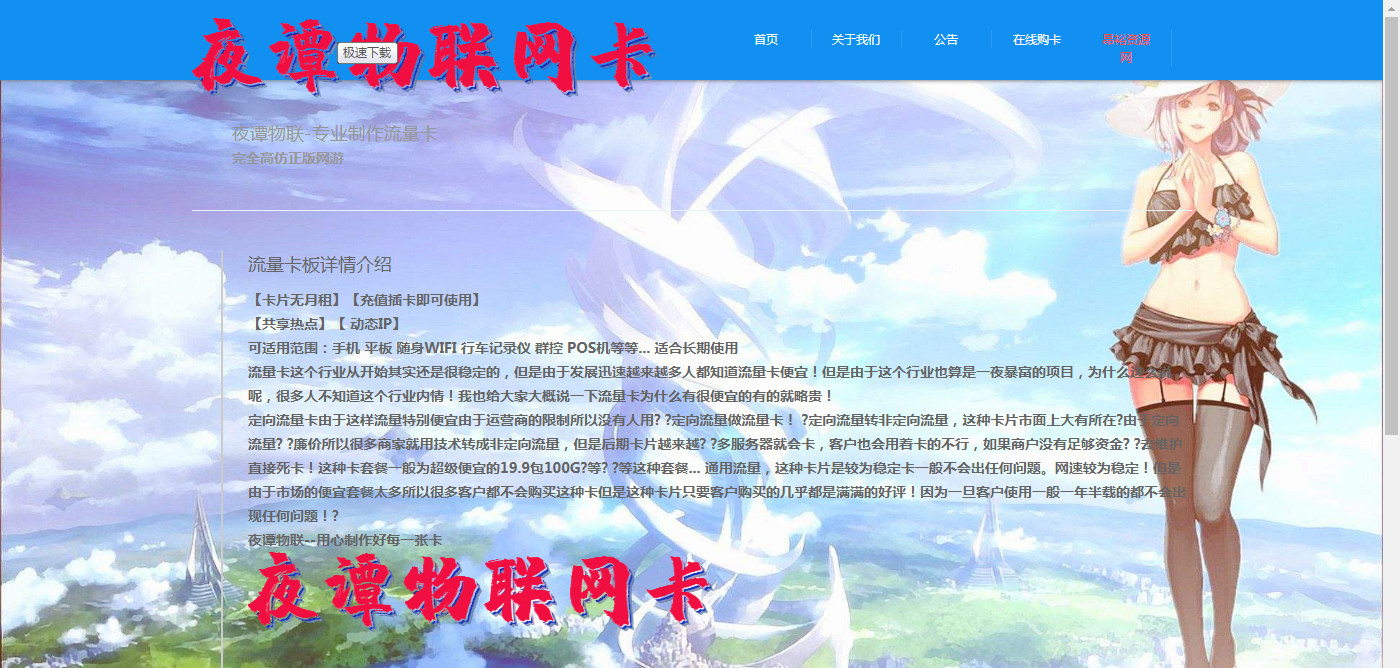 夜谭物联网卡
极速下载
首页
关于我们
公告
在线购卡
资源
网
夜谭物联-专业制作流量卡
完全高仿正版网游
流量卡板详情介绍
【卡片无月租】【充值插卡即可使用】
【共享热点】【 动态IP】
可适用范围：手机 平板 随身WIFI 行车记录仪 群控 POS机等等... 适合长期使用
流量卡这个行业从开始其实还是很稳定的，但是由于发展迅速越来越多人都知道流量卡便宜！但是由于这个行业也算是一夜暴富的项目，为什么这么说
呢，很多人不知道这个行业内情！我也给大家大概说一下流量卡为什么有很便宜的有的就略贵！
定向流量卡由于这样流量特别便宜由于运营商的限制所以没有人用? ?定向流量做流量卡！ ?定向流量转非定向流量，这种卡片市面上大有所在?由于定向
流量? ?廉价所以很多商家就用技术转成非定向流量，但是后期卡片越来越? ?多服务器就会卡，客户也会用着卡的不行，如果商户没有足够资金? ?去维护
直接死卡！这种卡套餐一般为超级便宜的19.9包100G?等? ?等这种套餐... 通用流量，这种卡片是较为稳定卡一般不会出任何问题。网速较为稳定！但是
由于市场的便宜套餐太多所以很多客户都不会购买这种卡但是这种卡片只要客户购买的几乎都是满满的好评！因为一旦客户使用一般一年半载的都不会出
现任何问题！?
夜谭物联--用心制作好每一张卡
夜谭物联网卡